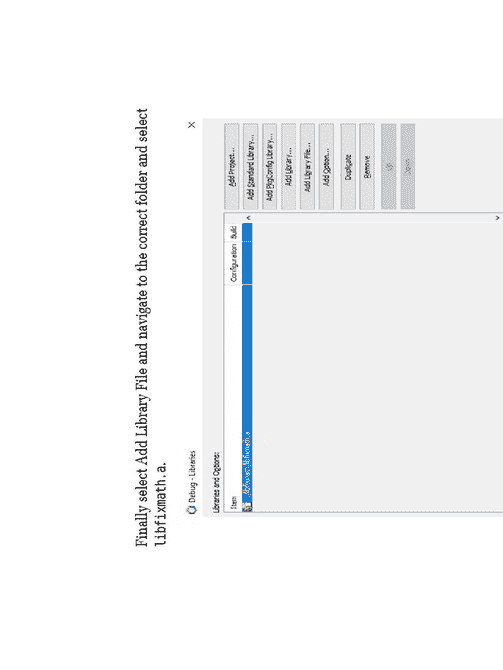 Finally select Add Library File and navigate to the correct folder and select
libfixmath.a.
Debug - Libraries
Libraries and Options:
Item Configuration Build
Add Project...
Add Standard Library...
Add PkgConfig Library...
Add Library...
Add Library File...
Add Option...
Duplicate
Remove
Up
Down